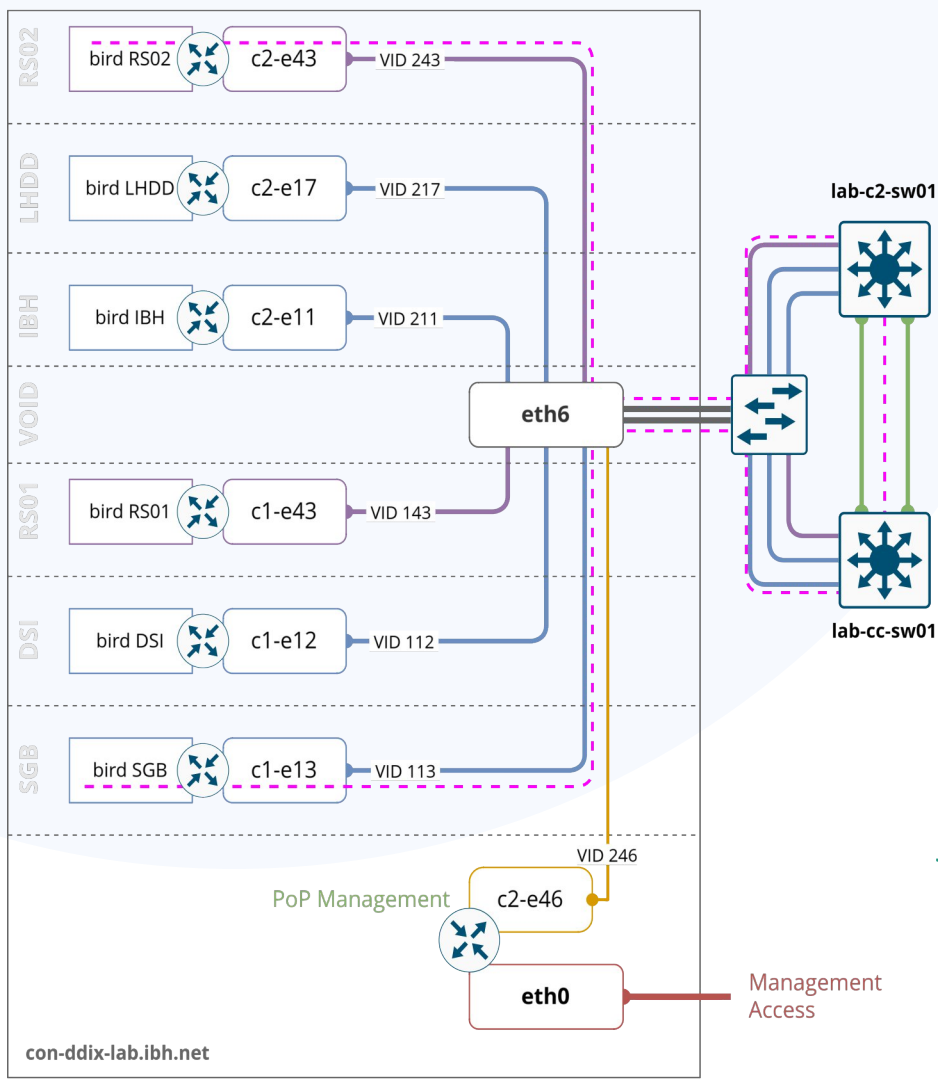 RS02
bird RS02
c2-e43
VID 243
LHDD
bird LHDD
c2-e17
VID 217
lab-c2-sw01
IBH
bird IBH
c2-e11
VID 211
VOID
eth6
RS01
bird RS01
c1-e43
VID 143
DSI
bird DSI
c1-e12
VID 112
lab-cc-sw01
SGB
bird SGB
c1-e13
VID 113
VID 246
PoP Management
c2-e46
eth0
Management
Access
con-ddix-lab.ibh.net